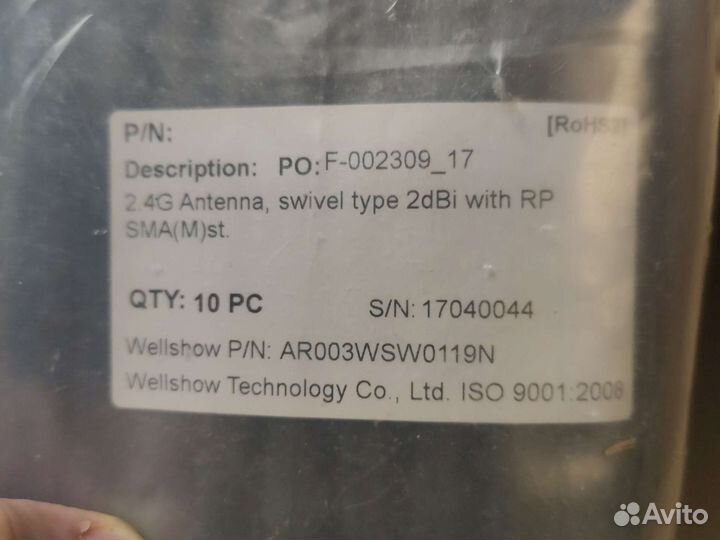 P/N:
[RoHS]
Description: PO: F-002309_17
2.4G Antenna, swivel type 2dBi with RP
SMA(M)st.
QTY: 10 PC
S/N: 17040044
Wellshow P/N: AR003WSW0119N
Wellshow Technology Co., Ltd. ISO 9001:2008
Avito